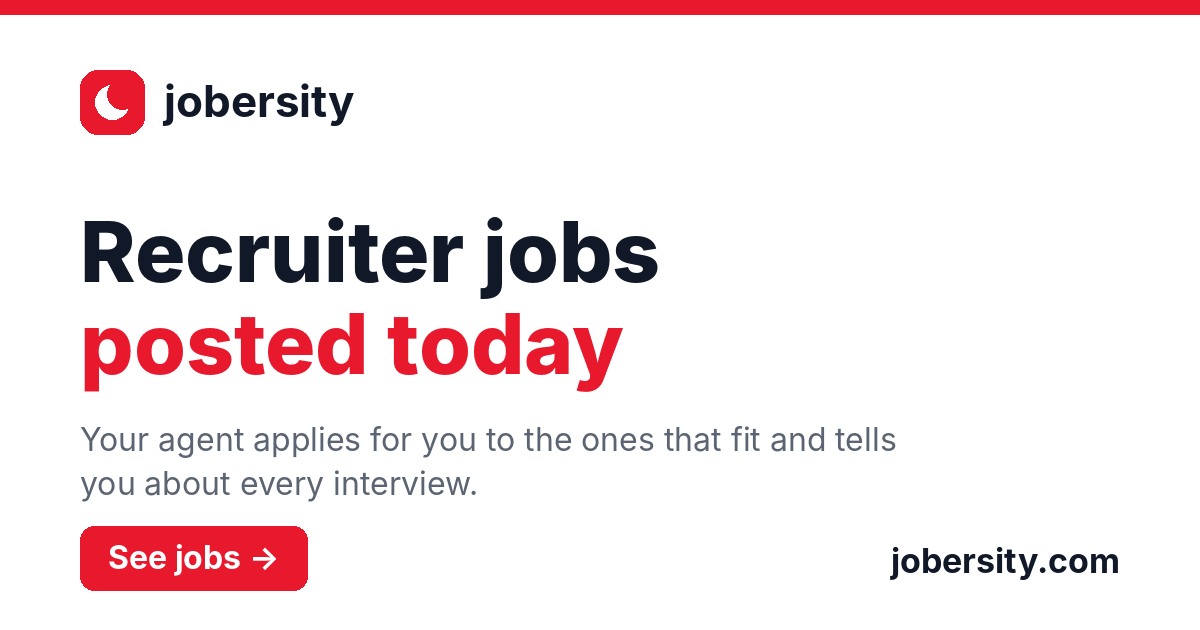 jobersity
Recruiter jobs
posted today
Your agent applies for you to the ones that fit and tells
you about every interview.
See jobs →
jobersity.com